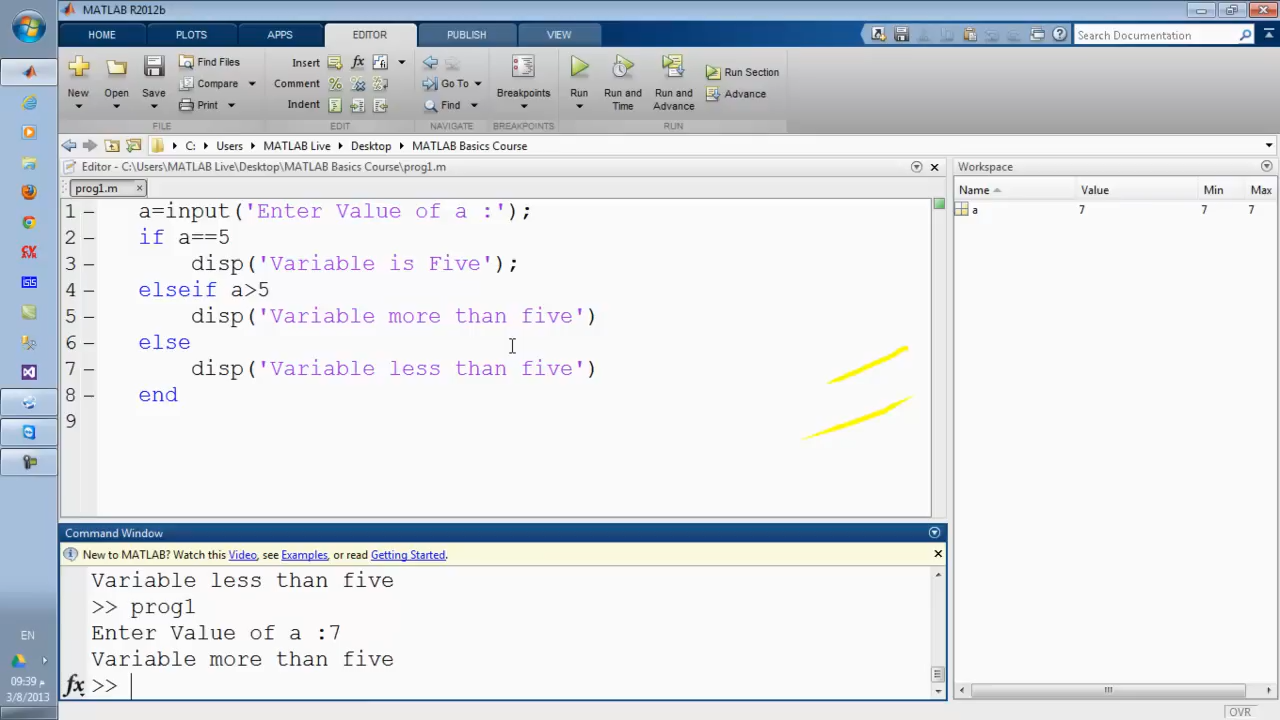 MATLAB R2012b
HOME PLOTS APPS EDITOR PUBLISH VIEW Search Documentation
New Open Save Find Files Compare Print Insert Comment Indent Go To Find Breakpoints Run Run and Time Run and Advance Run Section Advance
FILE EDIT NAVIGATE BREAKPOINTS RUN
C: Users MATLAB Live Desktop MATLAB Basics Course
Editor - C:\Users\MATLAB Live\Desktop\MATLAB Basics Course\prog1.m
prog1.m
1 – a=input('Enter Value of a :');
2 – if a==5
3 – disp('Variable is Five');
4 – elseif a>5
5 – disp('Variable more than five')
6 – else
7 – disp('Variable less than five')
8 – end
9
Workspace
Name Value Min Max
a 7 7 7
Command Window
New to MATLAB? Watch this Video, see Examples, or read Getting Started.
Variable less than five
>> prog1
Enter Value of a :7
Variable more than five
fx >>
EN
09:39 م
3/8/2013
OVR